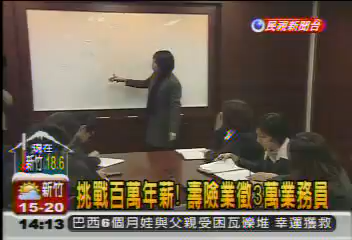 民視新聞台
現在
新竹 18.6
新竹
15-20
挑戰百萬年薪! 壽險業徵3萬業務員
14:13
巴西6個月娃與父親受困瓦礫堆 幸運獲救